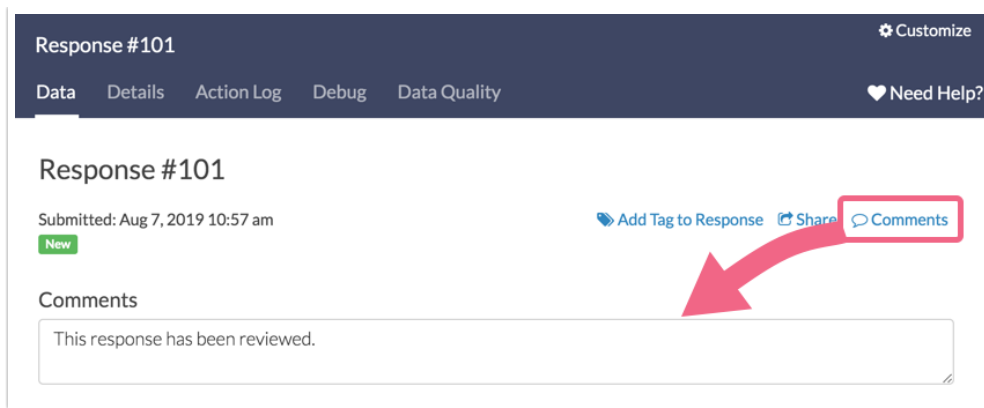 Response #101
Customize
Data Details Action Log Debug Data Quality
Need Help?
Response #101
Submitted: Aug 7, 2019 10:57 am
Add Tag to Response Share Comments
New
Comments
This response has been reviewed.